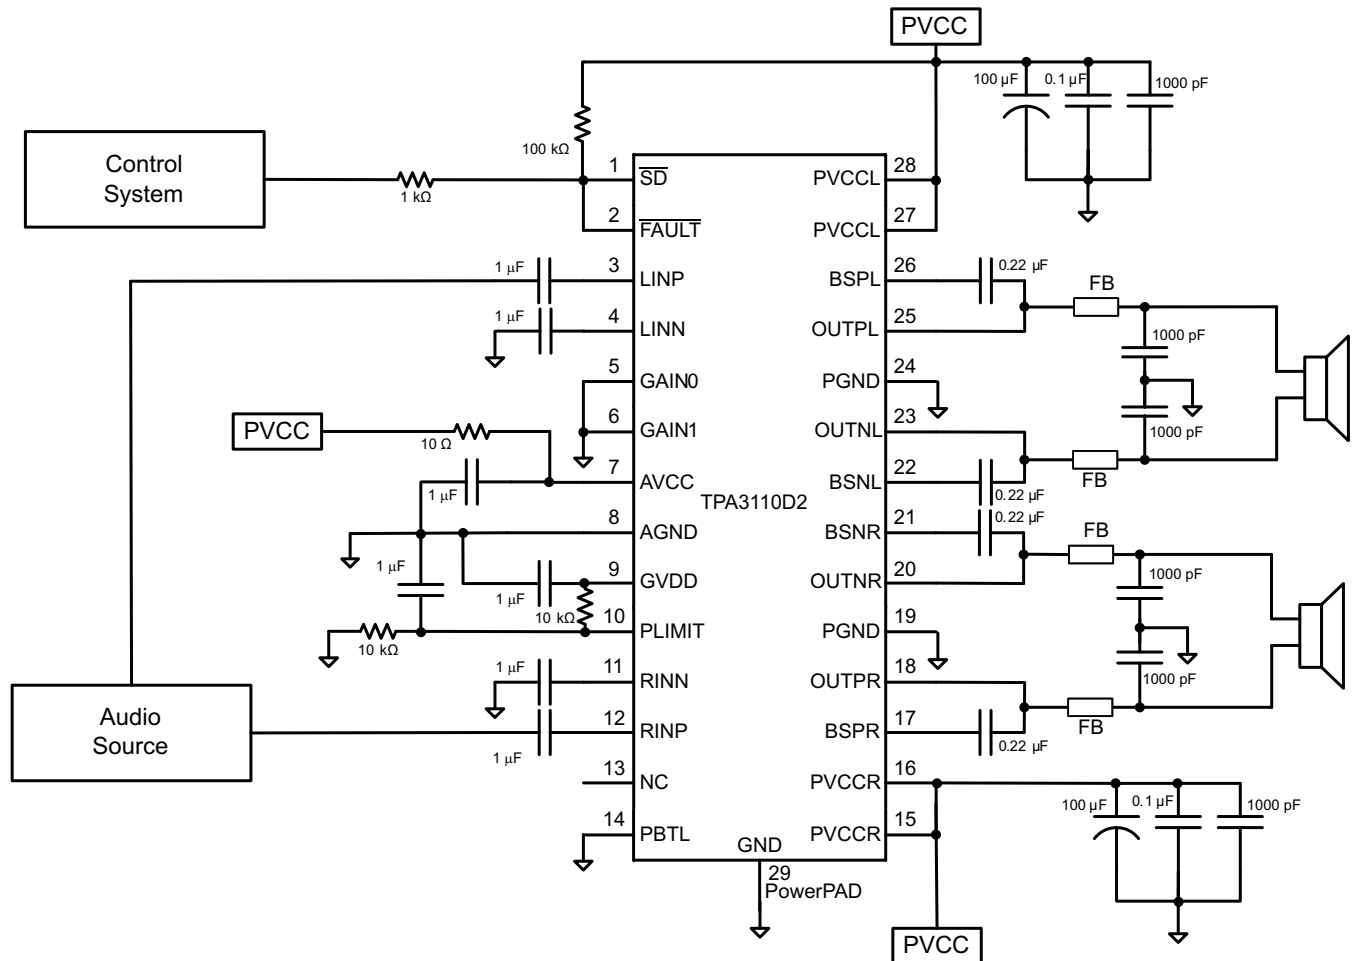 PVCC
100 µF
0.1 µF
1000 pF
Control
System
100 kΩ
1 kΩ
1
SD
2
FAULT
1 µF
3
LINP
1 µF
4
LINN
5
GAIN0
6
GAIN1
PVCC
10 Ω
7
AVCC
1 µF
8
AGND
1 µF
9
GVDD
1 µF
10 kΩ
10
PLIMIT
10 kΩ
1 µF
11
RINN
12
RINP
1 µF
Audio
Source
13
NC
14
PBTL
TPA3110D2
GND
29
PowerPAD
28
PVCCL
27
PVCCL
26
BSPL
0.22 µF
25
OUTPL
FB
1000 pF
24
PGND
23
OUTNL
1000 pF
22
BSNL
0.22 µF
FB
0.22 µF
21
BSNR
FB
20
OUTNR
1000 pF
19
PGND
18
OUTPR
1000 pF
17
BSPR
0.22 µF
FB
16
PVCCR
15
PVCCR
100 µF
0.1 µF
1000 pF
PVCC